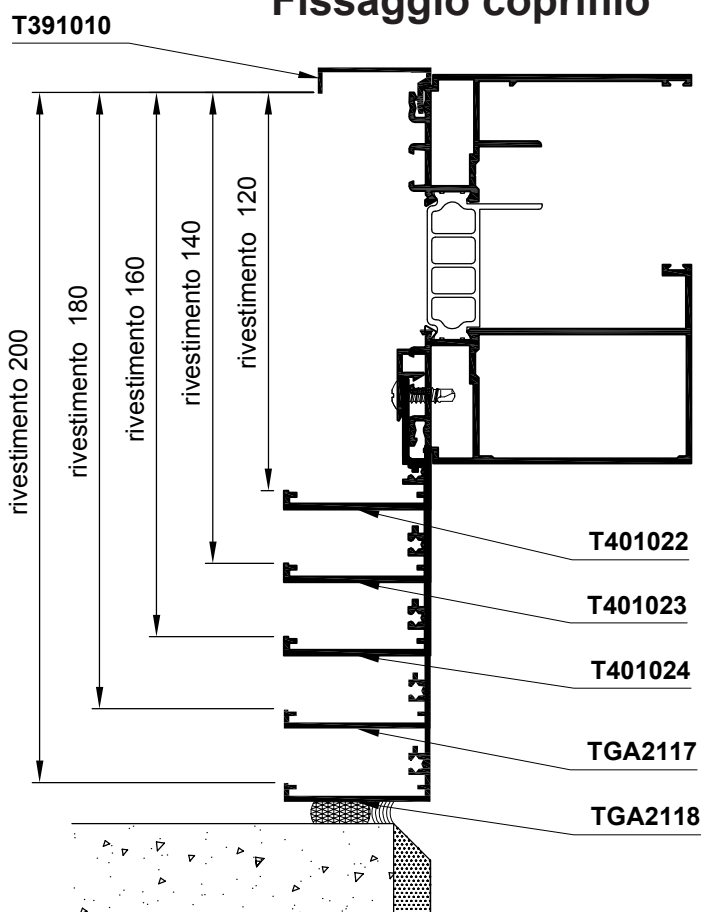 Fissaggio coprifilo
T391010
rivestimento 200
rivestimento 180
rivestimento 160
rivestimento 140
rivestimento 120
T401022
T401023
T401024
TGA2117
TGA2118